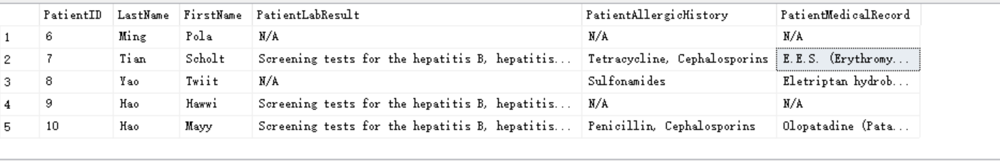 PatientID LastName FirstName PatientLabResult PatientAllergicHistory PatientMedicalRecord
1 6 Ming Pola N/A N/A N/A
2 7 Tian Scholt Screening tests for the hepatitis B, hepatitis... Tetracycline, Cephalosporins E.E.S. (Erythromy...
3 8 Yao Twiit N/A Sulfonamides Eletriptan hydrob...
4 9 Hao Hawwi Screening tests for the hepatitis B, hepatitis... N/A N/A
5 10 Hao Mayy Screening tests for the hepatitis B, hepatitis... Penicillin, Cephalosporins Olopatadine (Pata...